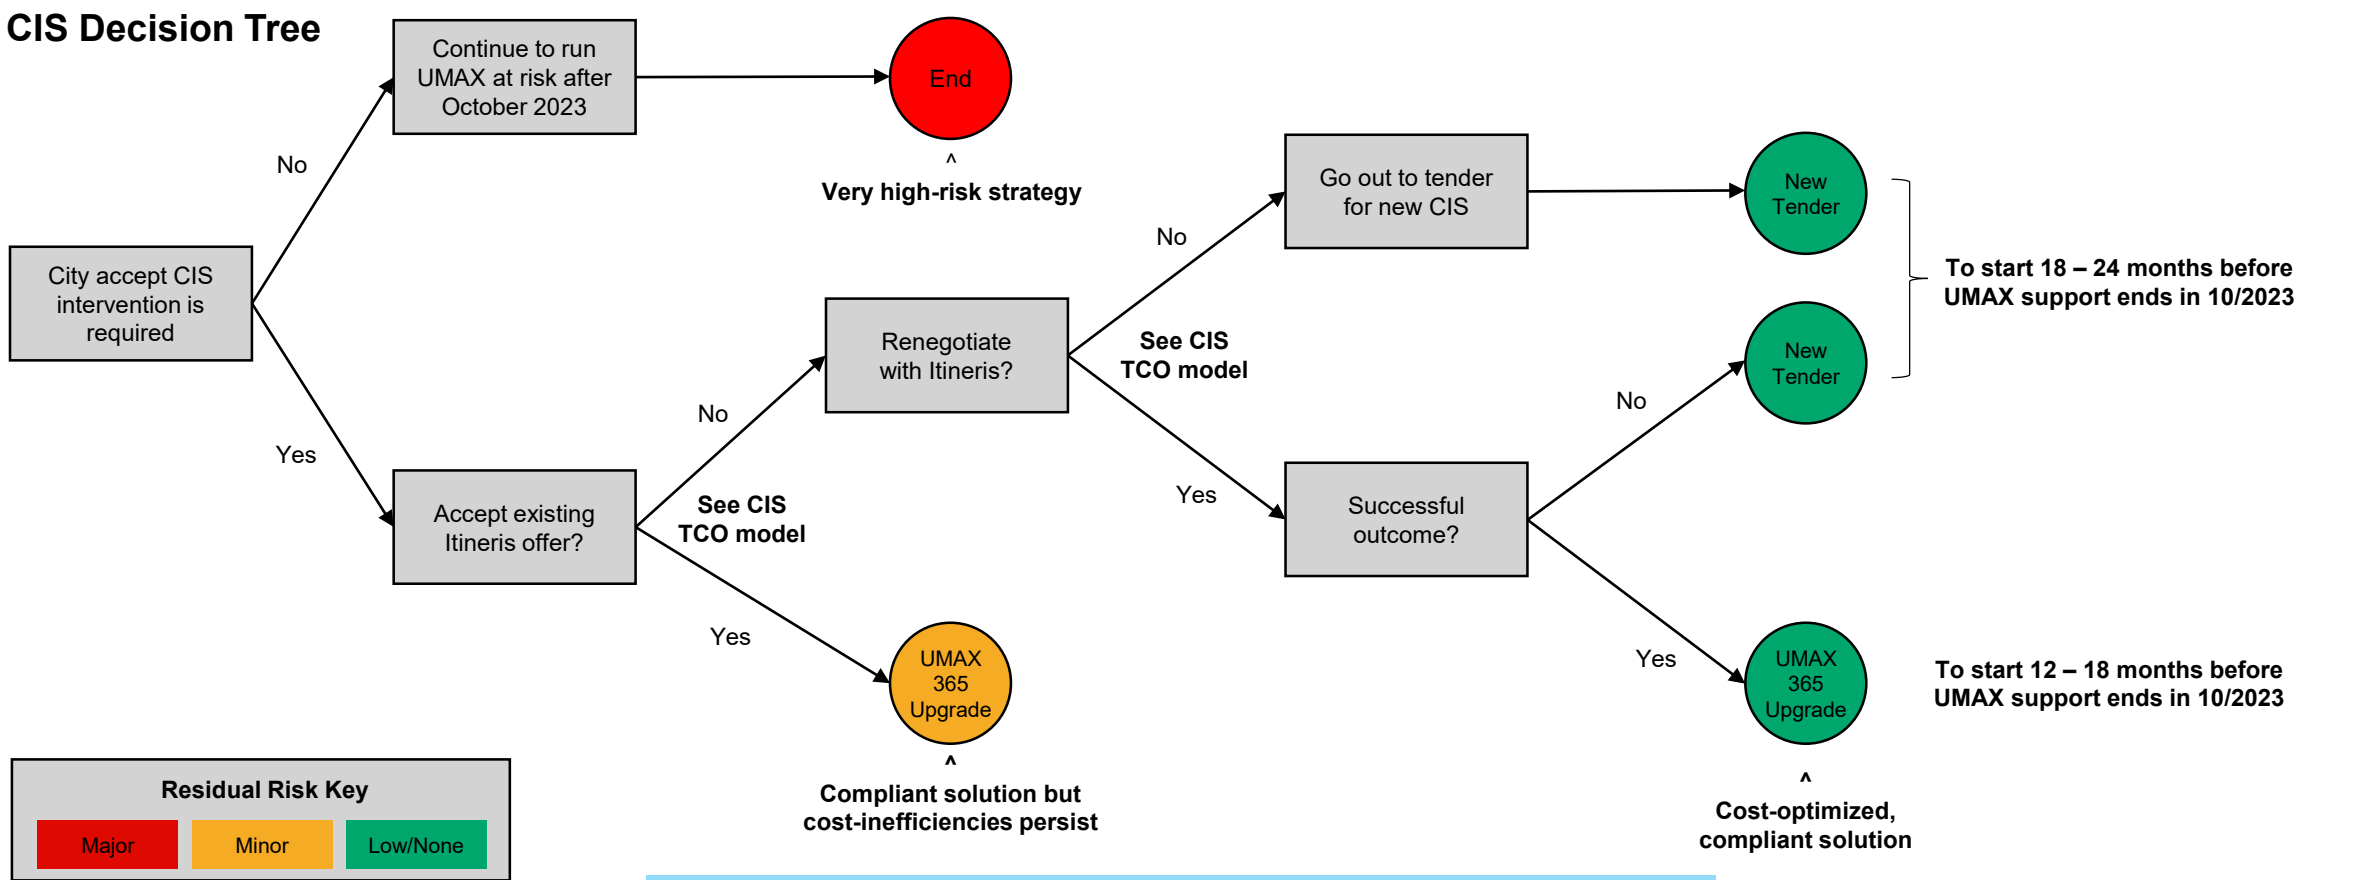 CIS Decision Tree
Continue to run
UMAX at risk after
October 2023
End
^
Very high-risk strategy
No
City accept CIS
intervention is
required
Yes
Accept existing
Itineris offer?
No
See CIS
TCO model
Yes
Renegotiate
with Itineris?
No
See CIS
TCO model
Yes
Go out to tender
for new CIS
New
Tender
New
Tender
To start 18 – 24 months before
UMAX support ends in 10/2023
Successful
outcome?
No
Yes
UMAX
365
Upgrade
^
Compliant solution but
cost-inefficiencies persist
UMAX
365
Upgrade
^
Cost-optimized,
compliant solution
To start 12 – 18 months before
UMAX support ends in 10/2023
Residual Risk Key
Major
Minor
Low/None